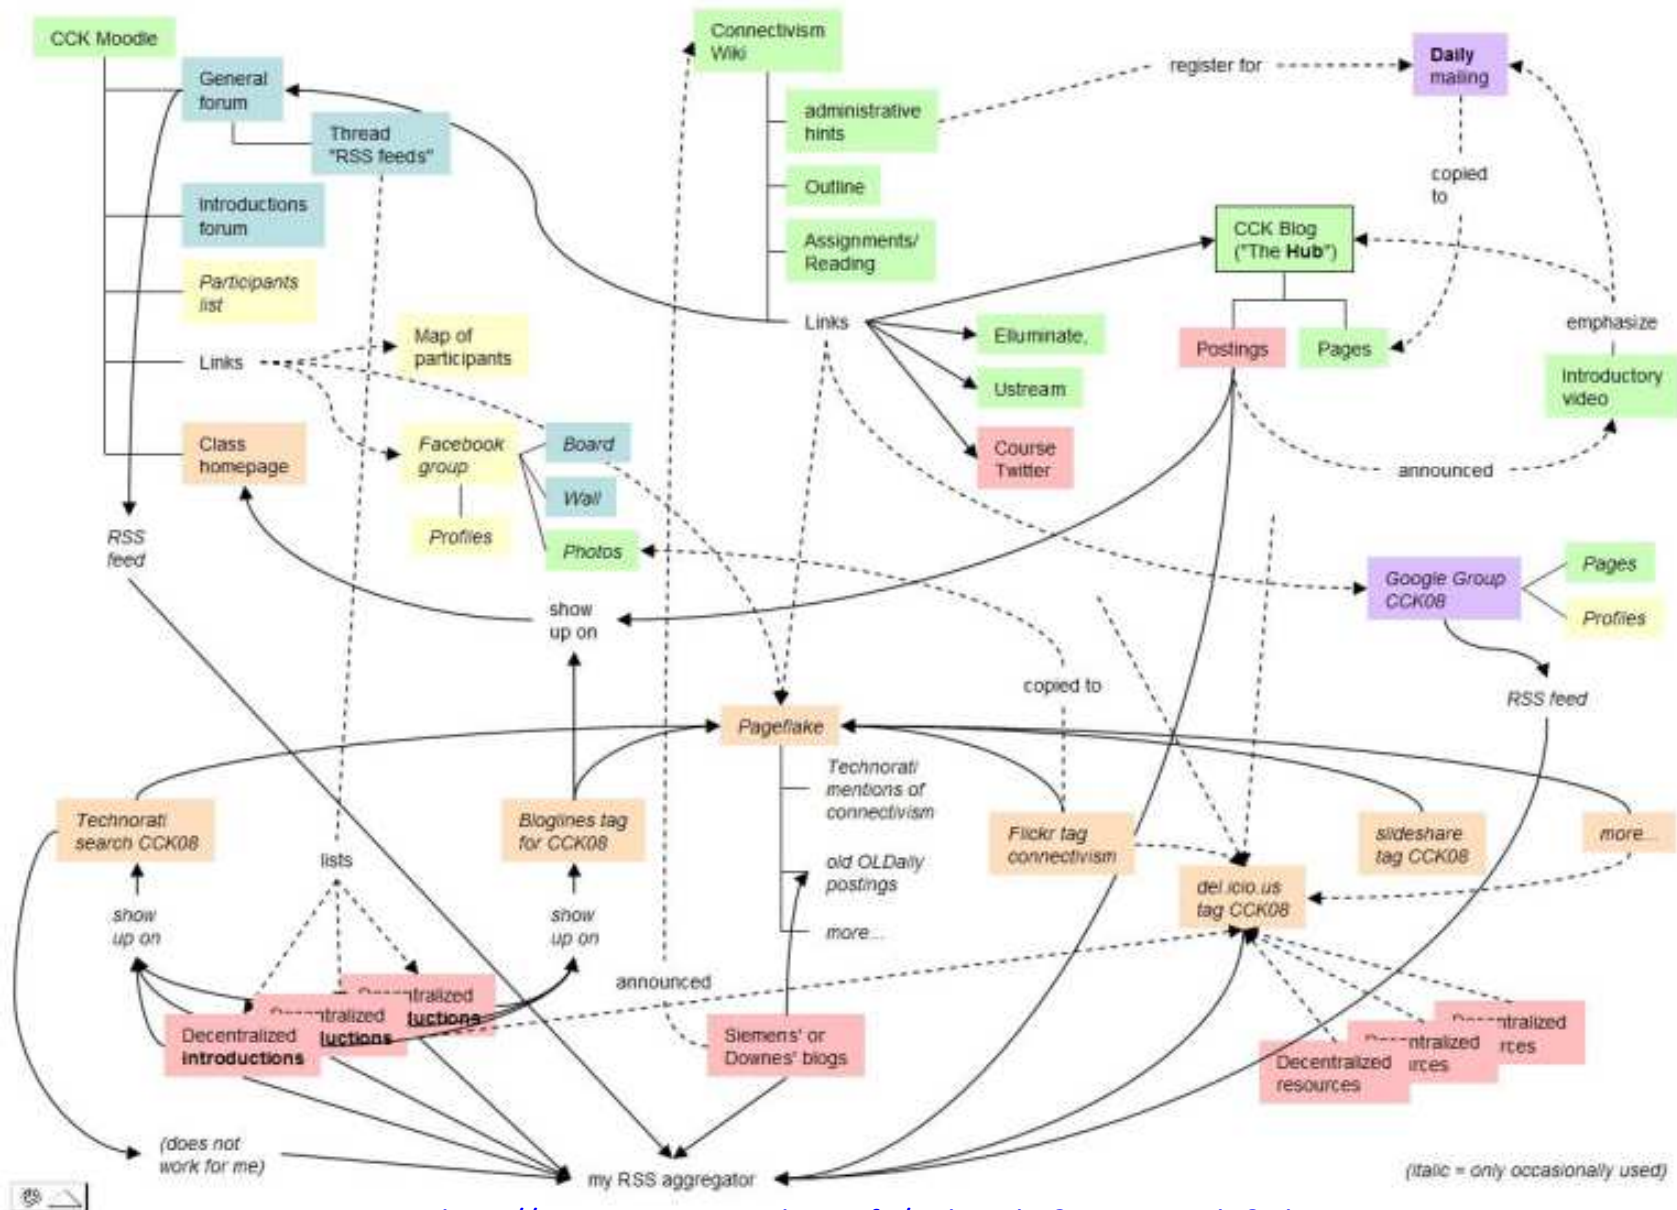 CCK Moodle
General
forum
Thread
"RSS feeds"
Introductions
forum
Participants
list
Links
Map of
participants
Class
homepage
Facebook
group
Board
Wall
Photos
Profiles
RSS
feed
show
up on
Connectivism
Wiki
administrative
hints
Outline
Assignments/
Reading
Links
register for
Daily
mailing
copied
to
CCK Blog
("The Hub")
Postings
Pages
Elluminate,
Ustream
Course
Twitter
emphasize
Introductory
video
announced
Google Group
CCK08
Pages
Profiles
RSS feed
copied to
Pageflake
Technorati
mentions of
connectivism
old OLDaily
postings
more...
Technorati
search CCK08
Bloglines tag
for CCK08
Flickr tag
connectivism
slideshare
tag CCK08
more...
del.icio.us
tag CCK08
lists
show
up on
show
up on
announced
Decentralized
introductions
Siemens' or
Downes' blogs
Decentralized
resources
(does not
work for me)
my RSS aggregator
(italic = only occasionally used)